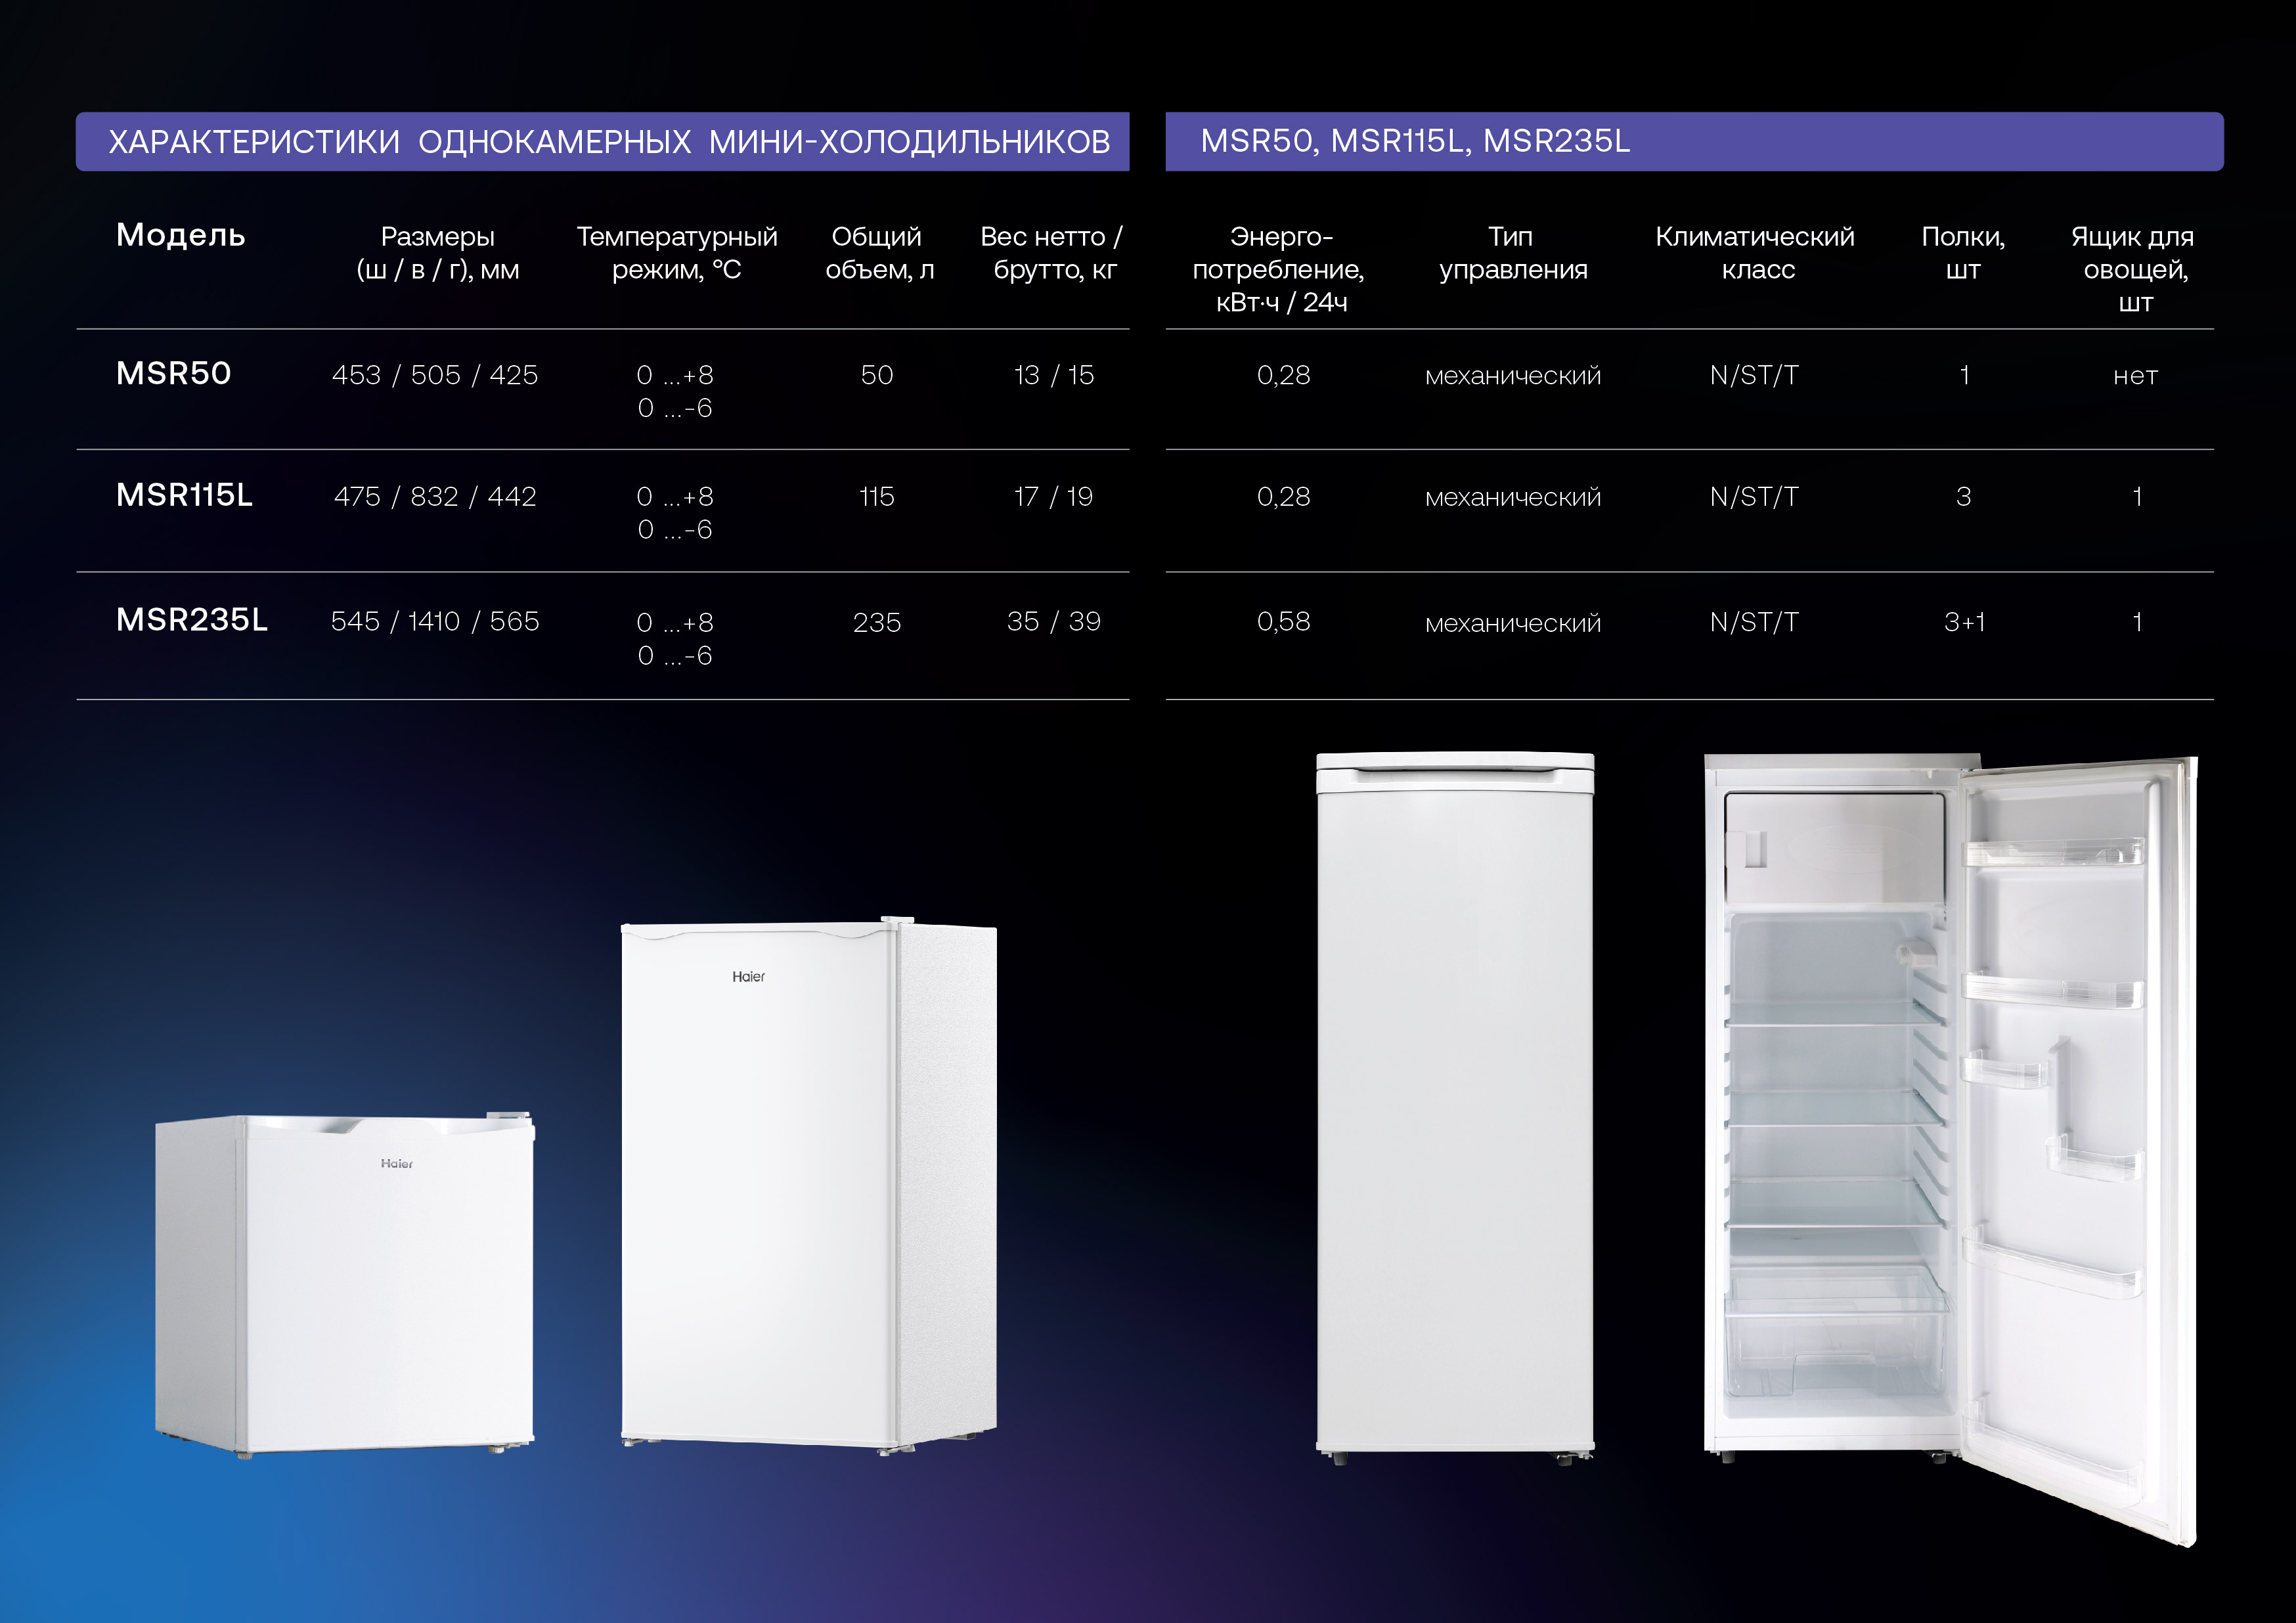 ХАРАКТЕРИСТИКИ ОДНОКАМЕРНЫХ МИНИ-ХОЛОДИЛЬНИКОВ
MSR50, MSR115L, MSR235L
Модель
Размеры
(ш / в / г), мм
Температурный
режим, °С
Общий
объем, л
Вес нетто /
брутто, кг
Энерго-
потребление,
кВт·ч / 24ч
Тип
управления
Климатический
класс
Полки,
шт
Ящик для
овощей,
шт
MSR50
453 / 505 / 425
0 ...+8
0 ...-6
50
13 / 15
0,28
механический
N/ST/T
1
нет
MSR115L
475 / 832 / 442
0 ...+8
0 ...-6
115
17 / 19
0,28
механический
N/ST/T
3
1
MSR235L
545 / 1410 / 565
0 ...+8
0 ...-6
235
35 / 39
0,58
механический
N/ST/T
3+1
1
Haier
Haier